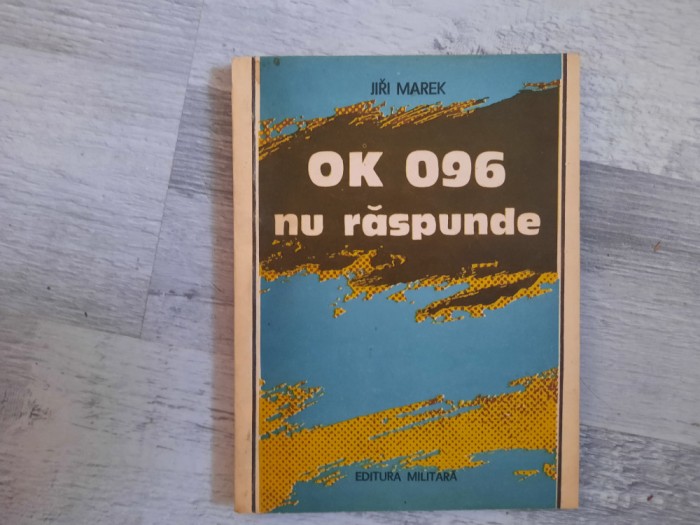 JIŘI MAREK
OK 096
nu răspunde
EDITURA MILITARĂ